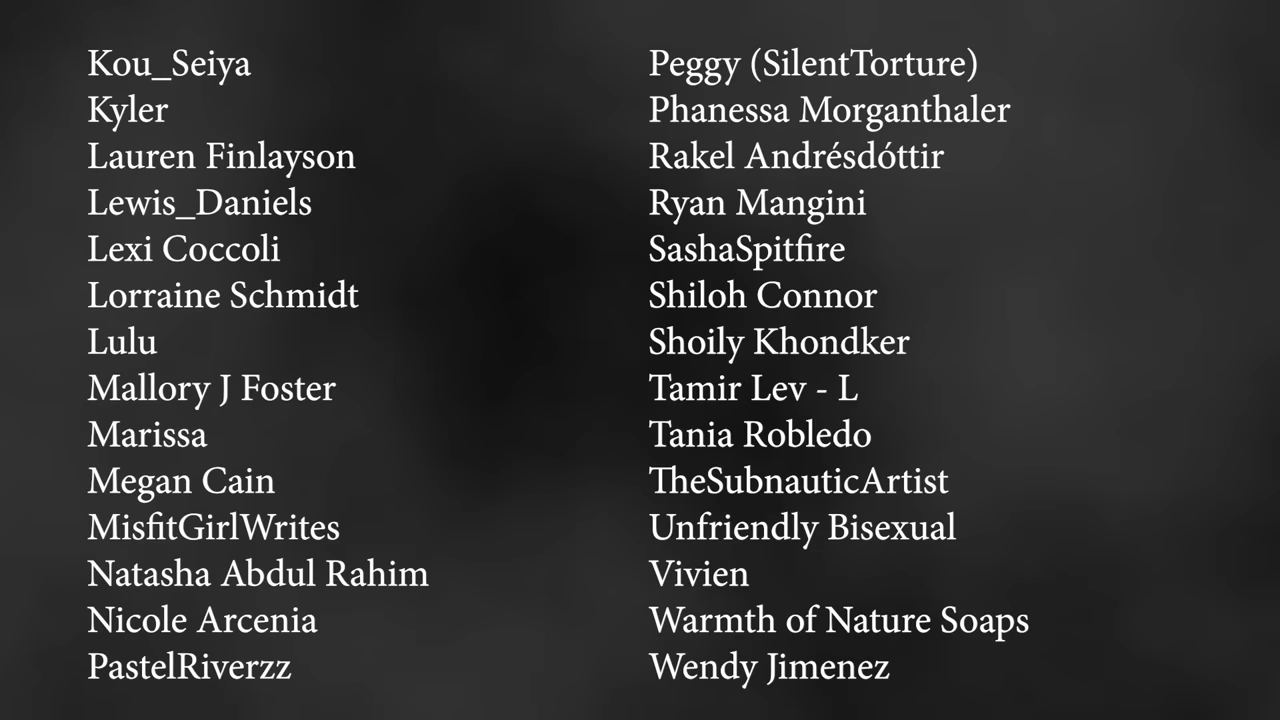 Kou_Seiya
Kyler
Lauren Finlayson
Lewis_Daniels
Lexi Coccoli
Lorraine Schmidt
Lulu
Mallory J Foster
Marissa
Megan Cain
MisfitGirlWrites
Natasha Abdul Rahim
Nicole Arcenia
PastelRiverzz
Peggy (SilentTorture)
Phanessa Morganthaler
Rakel Andrésdóttir
Ryan Mangini
SashaSpitfire
Shiloh Connor
Shoily Khondker
Tamir Lev - L
Tania Robledo
TheSubnauticArtist
Unfriendly Bisexual
Vivien
Warmth of Nature Soaps
Wendy Jimenez